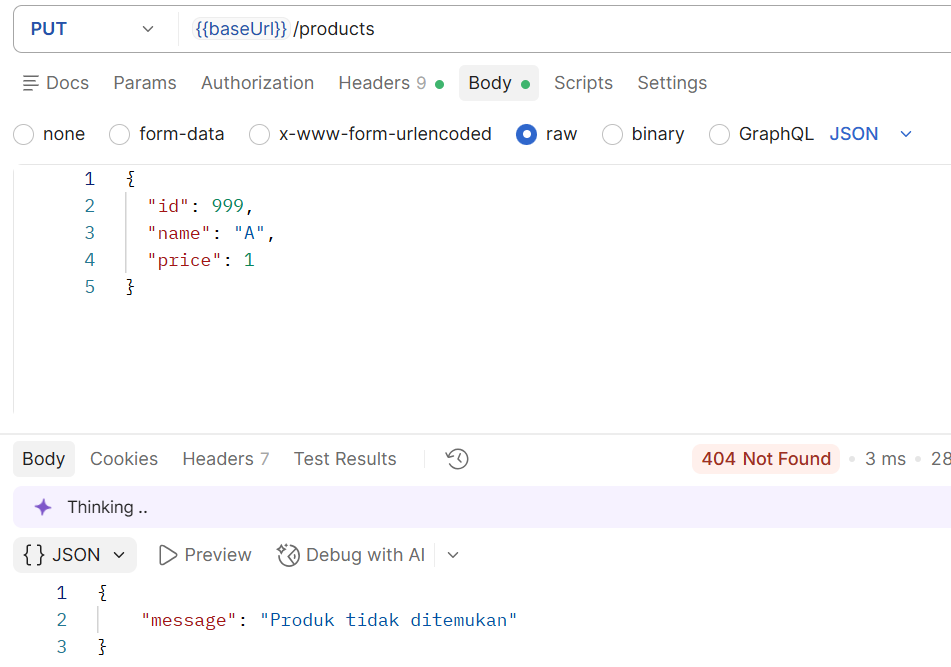 PUT {{baseUrl}} /products
Docs Params Authorization Headers 9 Body Scripts Settings
none form-data x-www-form-urlencoded raw binary GraphQL JSON
1 {
2 "id": 999,
3 "name": "A",
4 "price": 1
5 }
Body Cookies Headers 7 Test Results 404 Not Found • 3 ms • 28
Thinking ..
{} JSON Preview Debug with AI
1 {
2 "message": "Produk tidak ditemukan"
3 }